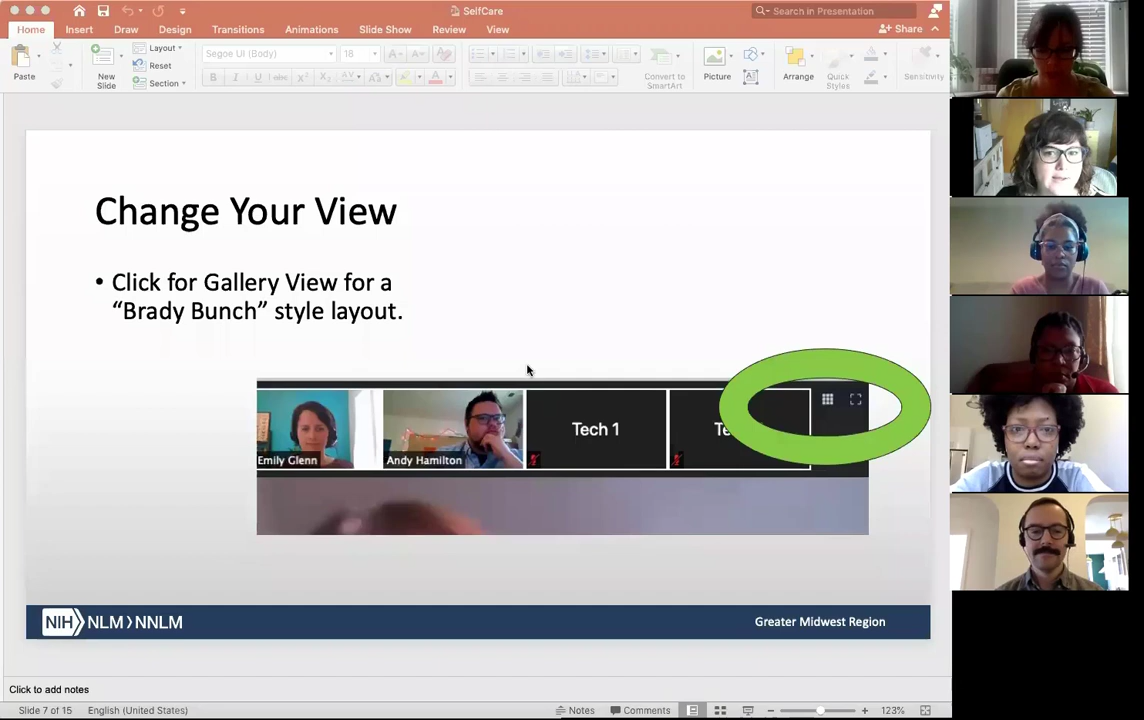 SelfCare
Search in Presentation
Home Insert Draw Design Transitions Animations Slide Show Review View
Share
Paste
New Slide
Layout
Reset
Section
Segoe UI (Body)
18
Convert to SmartArt
Picture
Arrange
Quick Styles
Sensitivity
Change Your View
• Click for Gallery View for a
“Brady Bunch” style layout.
Emily Glenn
Andy Hamilton
Tech 1
NIH NLM NNLM
Greater Midwest Region
Click to add notes
Slide 7 of 15 English (United States)
Notes Comments
123%